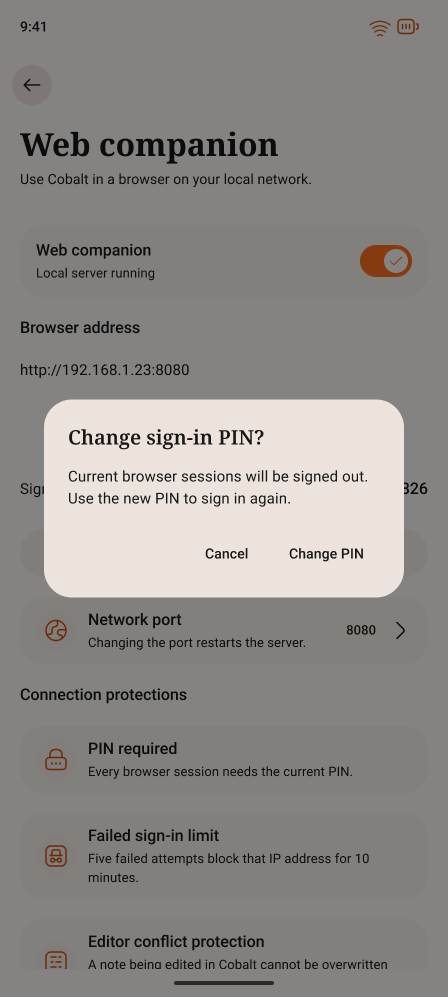 9:41
Web companion
Use Cobalt in a browser on your local network.
Web companion
Local server running
Browser address
http://192.168.1.23:8080
Change sign-in PIN?
Current browser sessions will be signed out.
Use the new PIN to sign in again.
Cancel
Change PIN
Network port
Changing the port restarts the server.
8080
Connection protections
PIN required
Every browser session needs the current PIN.
Failed sign-in limit
Five failed attempts block that IP address for 10
minutes.
Editor conflict protection
A note being edited in Cobalt cannot be overwritten